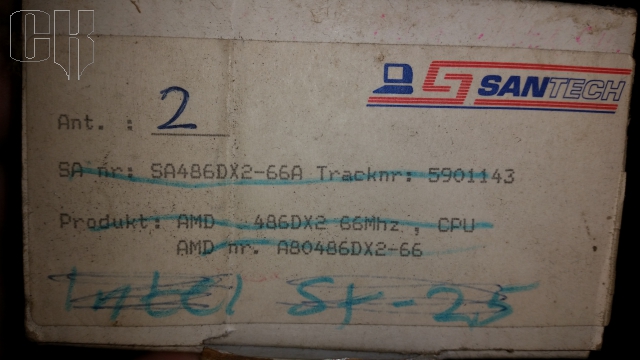 CK
SANTECH
Ant. : 2
SA nr: SA486DX2-66A Tracknr: 5901143
Produkt: AMD 486DX2 66Mhz , CPU
AMD nr. A80486DX2-66
Intel SX-25